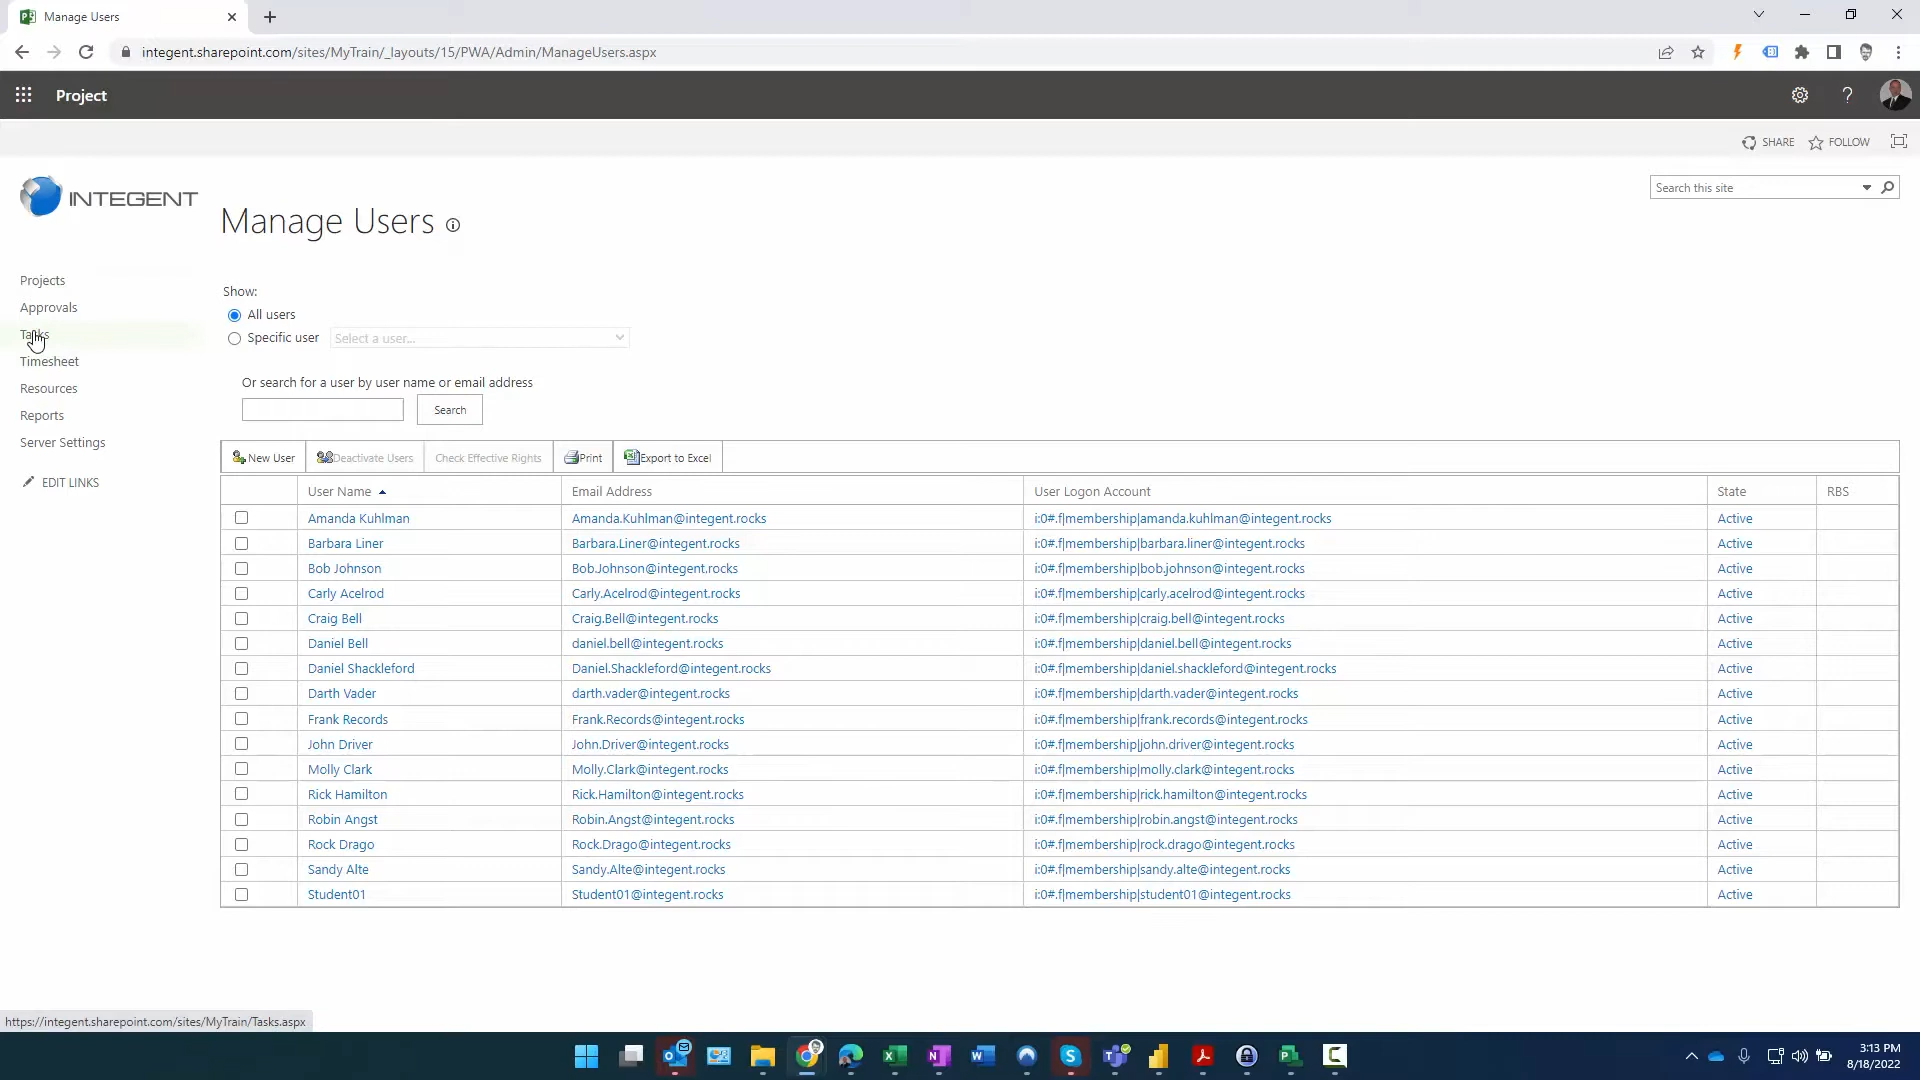 Manage Users
integent.sharepoint.com/sites/MyTrain/_layouts/15/PWA/Admin/ManageUsers.aspx
Project
SHARE FOLLOW
INTEGENT
Manage Users
Search this site
Projects
Approvals
Tasks
Timesheet
Resources
Reports
Server Settings
EDIT LINKS
Show:
All users
Specific user Select a user...
Or search for a user by user name or email address
Search
New User Deactivate Users Check Effective Rights Print Export to Excel
User Name Email Address User Logon Account State RBS
Amanda Kuhlman Amanda.Kuhlman@integent.rocks i:0#.f|membership|amanda.kuhlman@integent.rocks Active
Barbara Liner Barbara.Liner@integent.rocks i:0#.f|membership|barbara.liner@integent.rocks Active
Bob Johnson Bob.Johnson@integent.rocks i:0#.f|membership|bob.johnson@integent.rocks Active
Carly Acelrod Carly.Acelrod@integent.rocks i:0#.f|membership|carly.acelrod@integent.rocks Active
Craig Bell Craig.Bell@integent.rocks i:0#.f|membership|craig.bell@integent.rocks Active
Daniel Bell daniel.bell@integent.rocks i:0#.f|membership|daniel.bell@integent.rocks Active
Daniel Shackleford Daniel.Shackleford@integent.rocks i:0#.f|membership|daniel.shackleford@integent.rocks Active
Darth Vader darth.vader@integent.rocks i:0#.f|membership|darth.vader@integent.rocks Active
Frank Records Frank.Records@integent.rocks i:0#.f|membership|frank.records@integent.rocks Active
John Driver John.Driver@integent.rocks i:0#.f|membership|john.driver@integent.rocks Active
Molly Clark Molly.Clark@integent.rocks i:0#.f|membership|molly.clark@integent.rocks Active
Rick Hamilton Rick.Hamilton@integent.rocks i:0#.f|membership|rick.hamilton@integent.rocks Active
Robin Angst Robin.Angst@integent.rocks i:0#.f|membership|robin.angst@integent.rocks Active
Rock Drago Rock.Drago@integent.rocks i:0#.f|membership|rock.drago@integent.rocks Active
Sandy Alte Sandy.Alte@integent.rocks i:0#.f|membership|sandy.alte@integent.rocks Active
Student01 Student01@integent.rocks i:0#.f|membership|student01@integent.rocks Active
https://integent.sharepoint.com/sites/MyTrain/Tasks.aspx
3:13 PM
8/18/2022